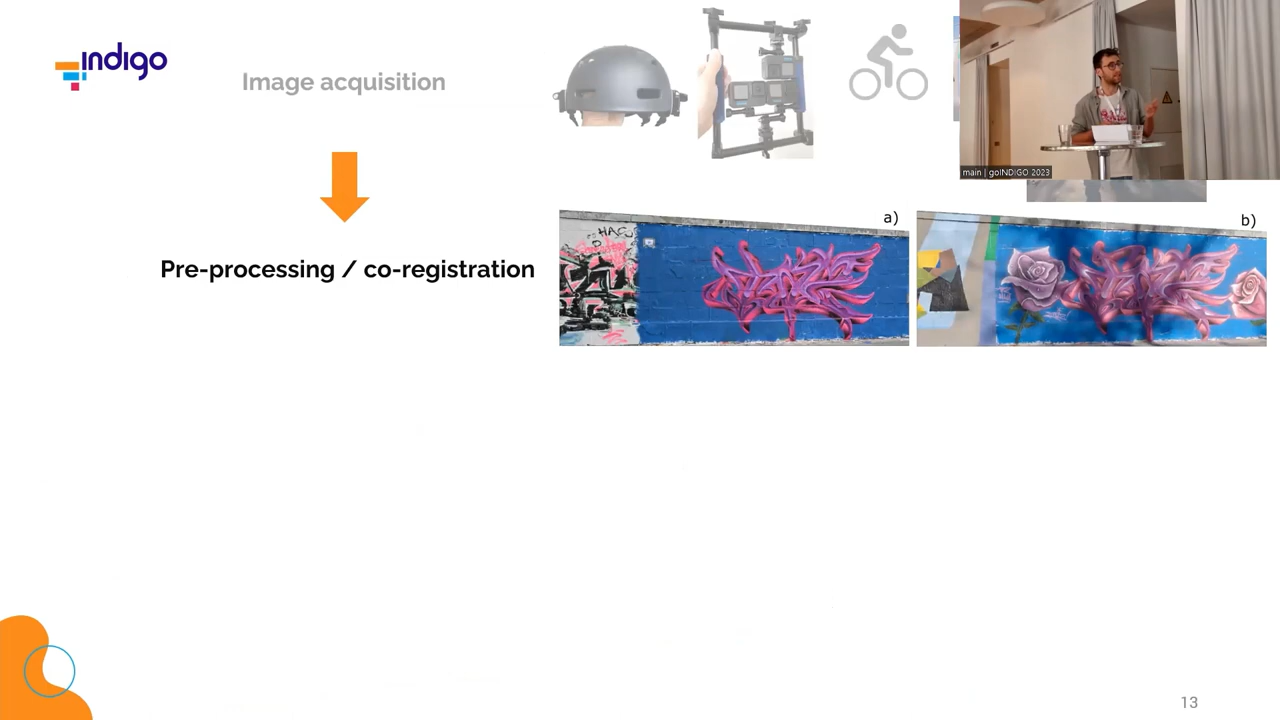 indigo
Image acquisition
main | goINDIGO 2023
a)
b)
Pre-processing / co-registration
13